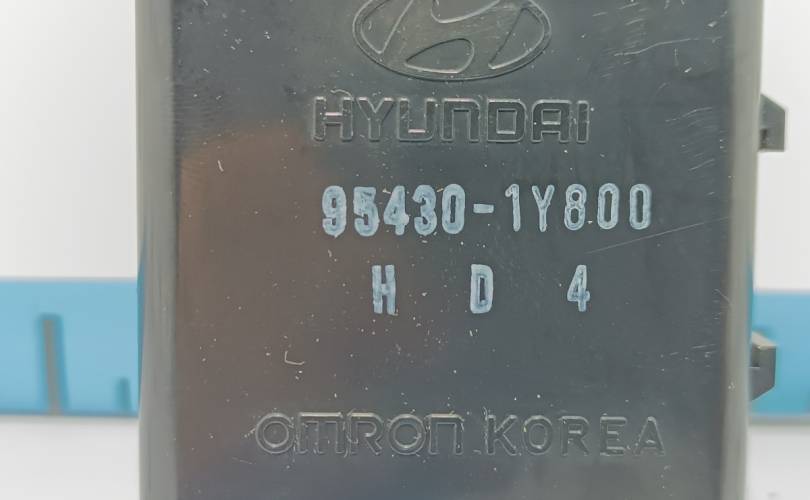 HYUNDAI
95430-1Y800
H D 4
OMRON KOREA